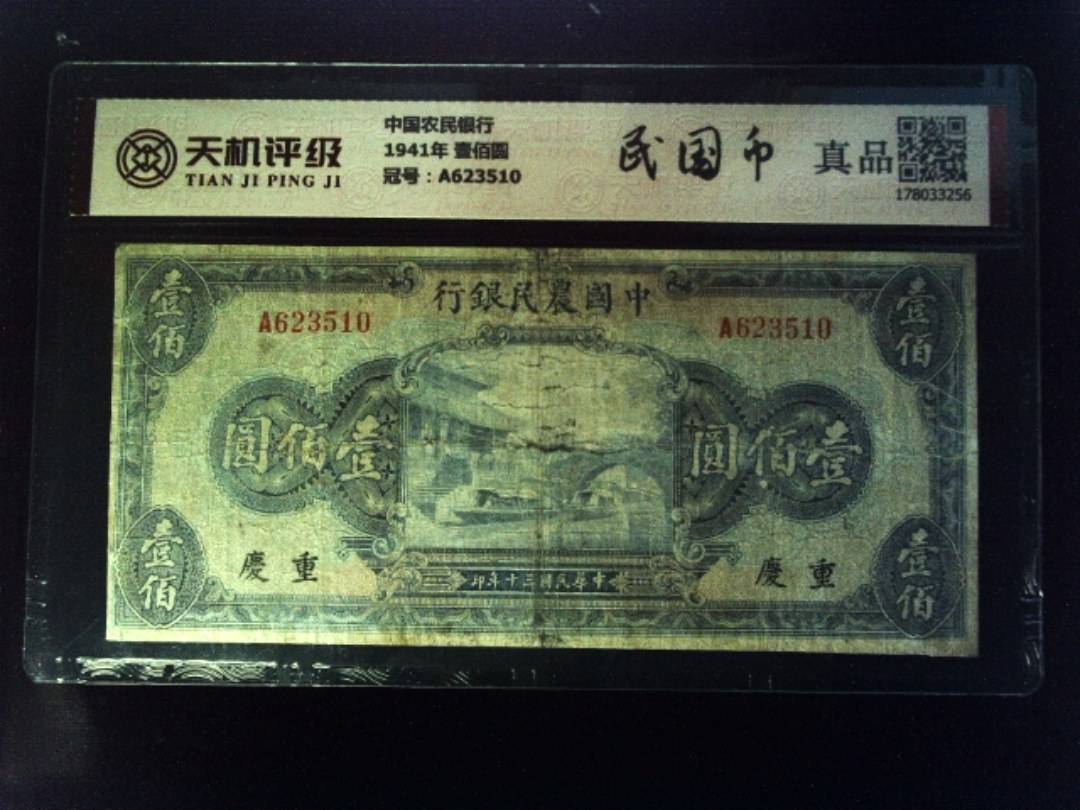 天机评级
TIAN JI PING JI
中国农民银行
1941年 壹佰圆
冠号：A623510
民国币
真品
178033256
行銀民農國中
壹佰
壹佰
A623510
A623510
圓佰壹
圓佰壹
慶重
慶重
壹佰
壹佰
印年十三國民華中